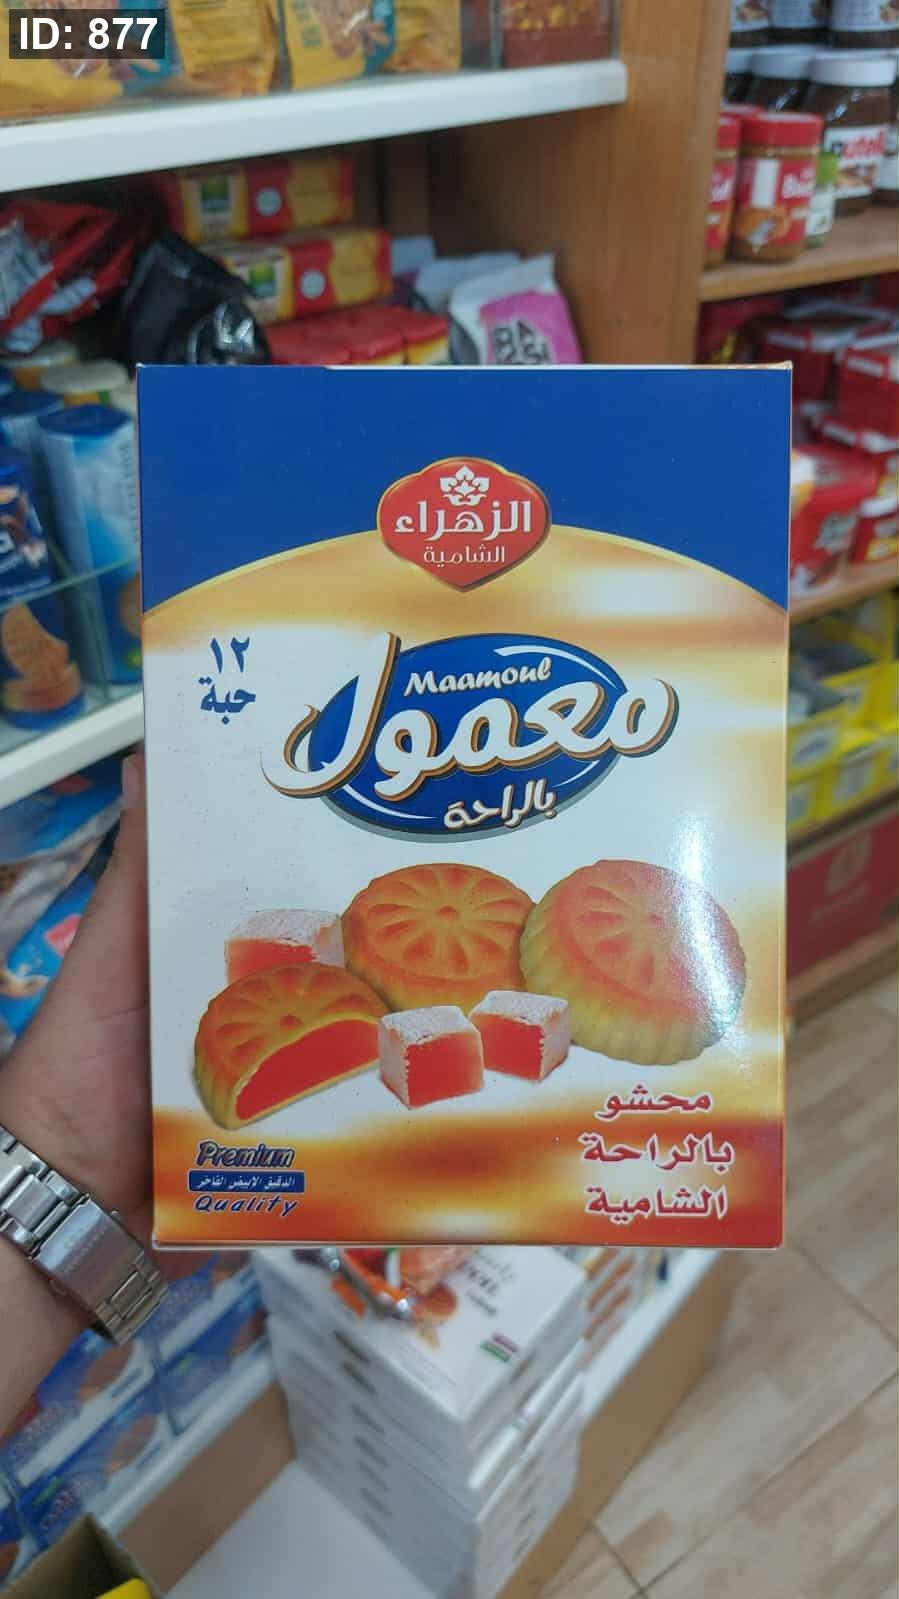 ID: 877
الزهراء
الشامية
١٢
حبة
Maamoul
معمول
بالراحة
محشو
بالراحة
الشامية
Premium
الدقيق الابيض الفاخر
Quality